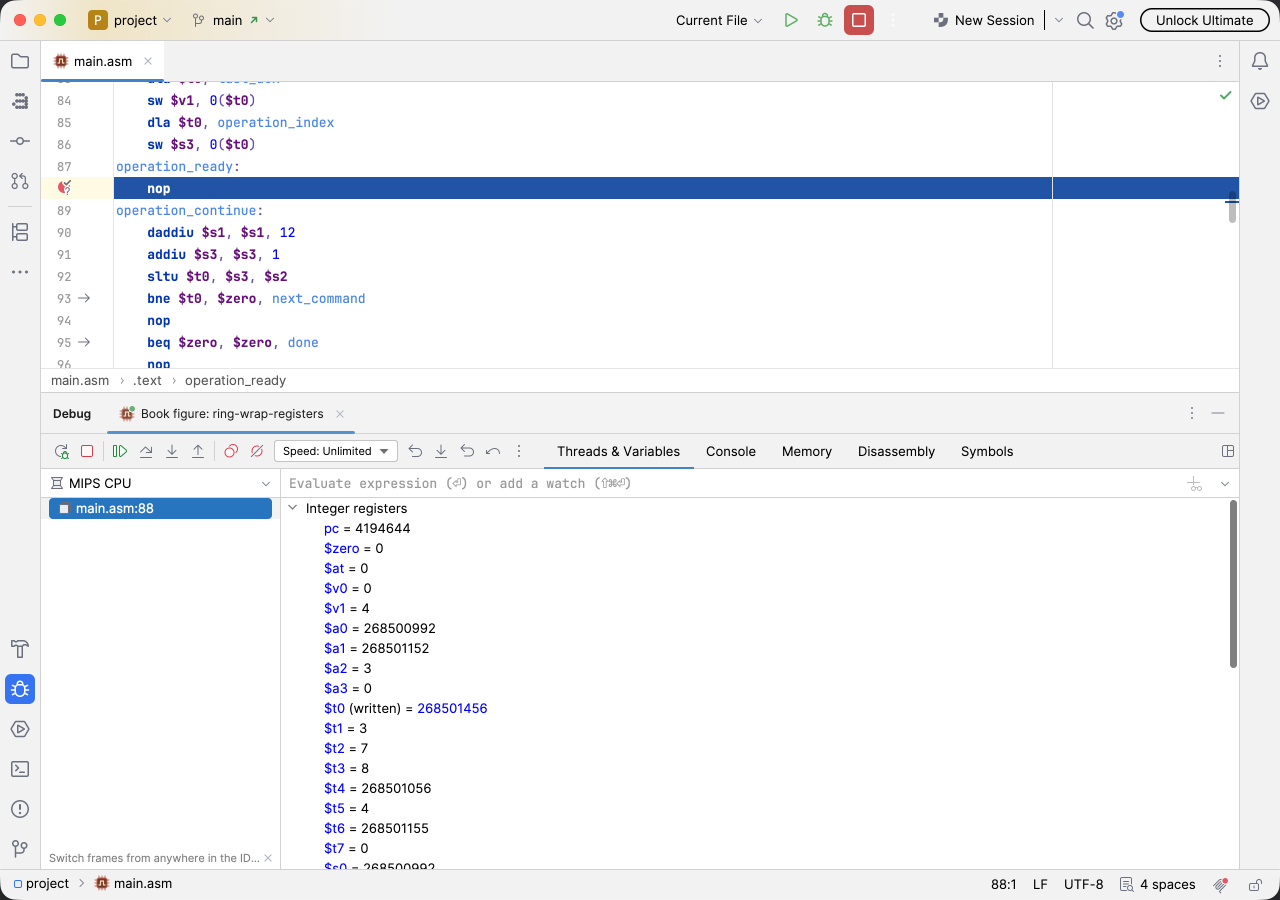 P project main Current File New Session Unlock Ultimate
main.asm
84 sw $v1, 0($t0)
85 dla $t0, operation_index
86 sw $s3, 0($t0)
87 operation_ready:
nop
89 operation_continue:
90 daddiu $s1, $s1, 12
91 addiu $s3, $s3, 1
92 sltu $t0, $s3, $s2
93 bne $t0, $zero, next_command
94 nop
95 beq $zero, $zero, done
96 nop
main.asm › .text › operation_ready
Debug Book figure: ring-wrap-registers
Speed: Unlimited Threads & Variables Console Memory Disassembly Symbols
MIPS CPU Evaluate expression (⏎) or add a watch (⇧⌘⏎)
main.asm:88
Integer registers
pc = 4194644
$zero = 0
$at = 0
$v0 = 0
$v1 = 4
$a0 = 268500992
$a1 = 268501152
$a2 = 3
$a3 = 0
$t0 (written) = 268501456
$t1 = 3
$t2 = 7
$t3 = 8
$t4 = 268501056
$t5 = 4
$t6 = 268501155
$t7 = 0
$s0 = 268500992
Switch frames from anywhere in the ID...
project main.asm 88:1 LF UTF-8 4 spaces